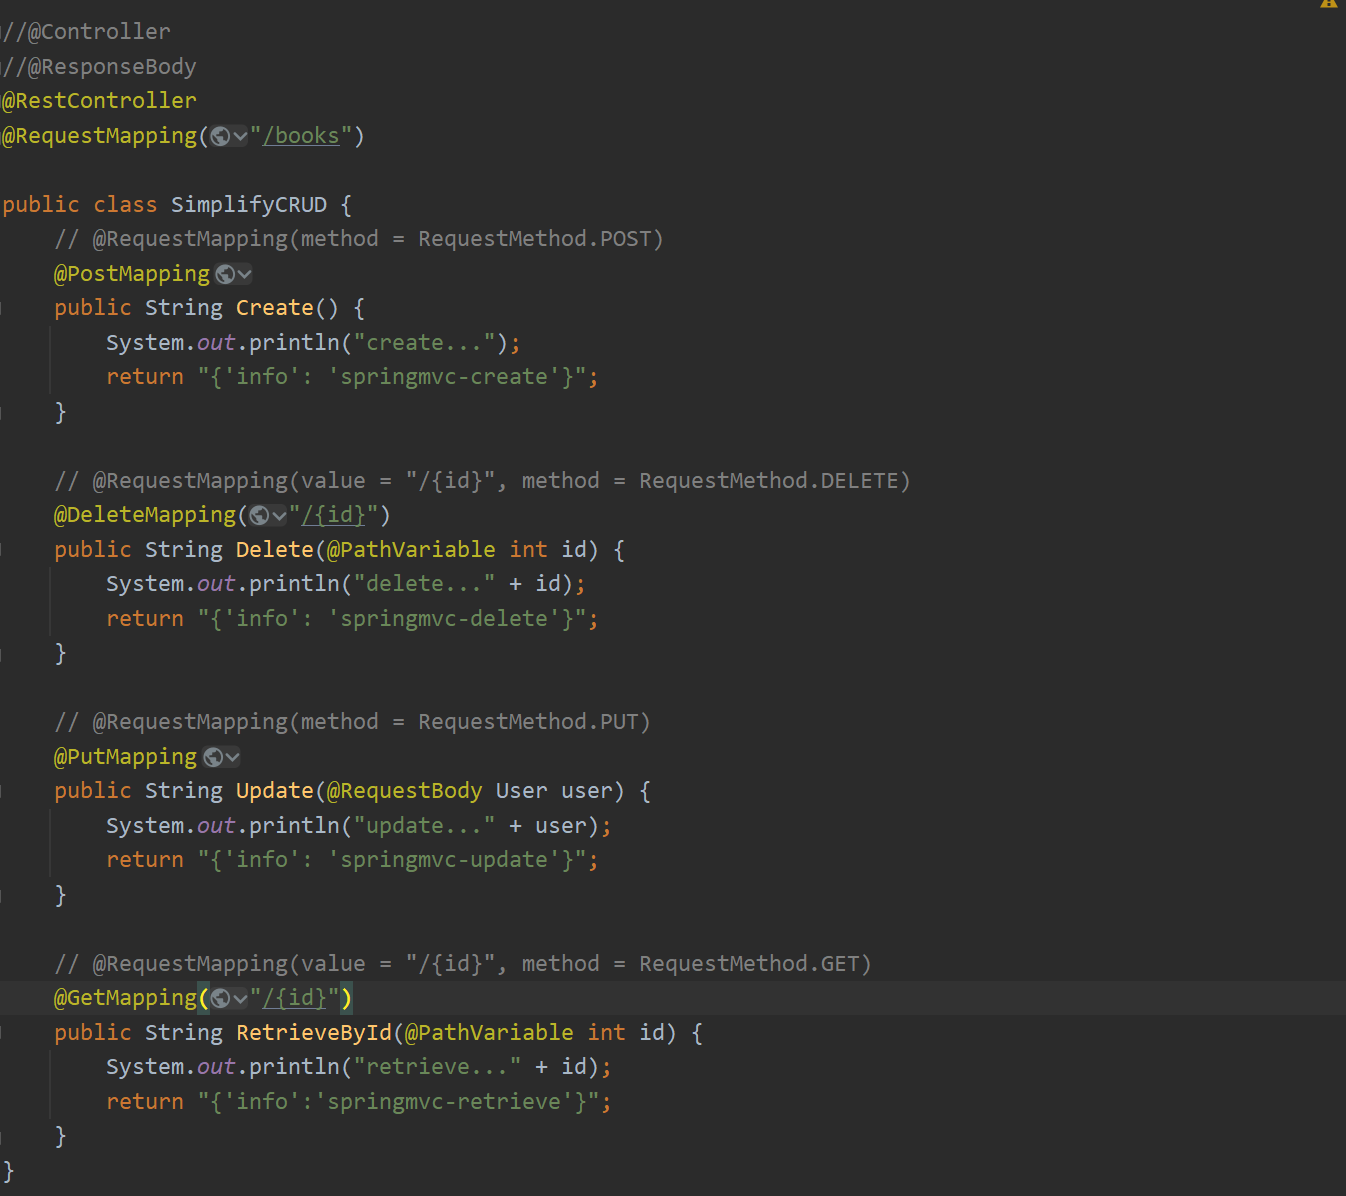 //@Controller
//@ResponseBody
@RestController
@RequestMapping("/books")
public class SimplifyCRUD {
// @RequestMapping(method = RequestMethod.POST)
@PostMapping
public String Create() {
System.out.println("create...");
return "{'info': 'springmvc-create'}";
}
// @RequestMapping(value = "/{id}", method = RequestMethod.DELETE)
@DeleteMapping("/{id}")
public String Delete(@PathVariable int id) {
System.out.println("delete..." + id);
return "{'info': 'springmvc-delete'}";
}
// @RequestMapping(method = RequestMethod.PUT)
@PutMapping
public String Update(@RequestBody User user) {
System.out.println("update..." + user);
return "{'info': 'springmvc-update'}";
}
// @RequestMapping(value = "/{id}", method = RequestMethod.GET)
@GetMapping("/{id}")
public String RetrieveById(@PathVariable int id) {
System.out.println("retrieve..." + id);
return "{'info':'springmvc-retrieve'}";
}
}